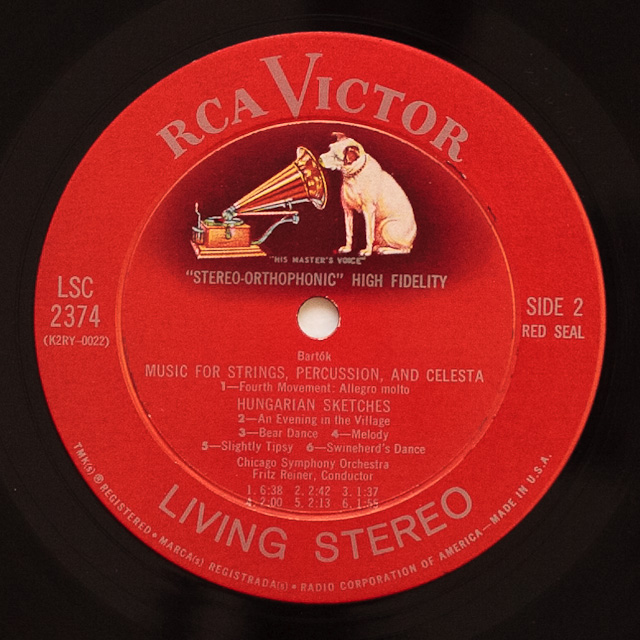 RCA VICTOR
"HIS MASTER'S VOICE"
"STEREO-ORTHOPHONIC" HIGH FIDELITY
LSC
2374
(K2RY-0022)
SIDE 2
RED SEAL
Bartók
MUSIC FOR STRINGS, PERCUSSION, AND CELESTA
1—Fourth Movement: Allegro molto
HUNGARIAN SKETCHES
2—An Evening in the Village
3—Bear Dance 4—Melody
5—Slightly Tipsy 6—Swineherd's Dance
Chicago Symphony Orchestra
Fritz Reiner, Conductor
1. 6:38 2. 2:42 3. 1:37
4. 2:00 5. 2:13 6. 1:55
LIVING STEREO
TMK(s) ® REGISTERED • MARCA(s) REGISTRADA(s) • RADIO CORPORATION OF AMERICA—MADE IN U.S.A.